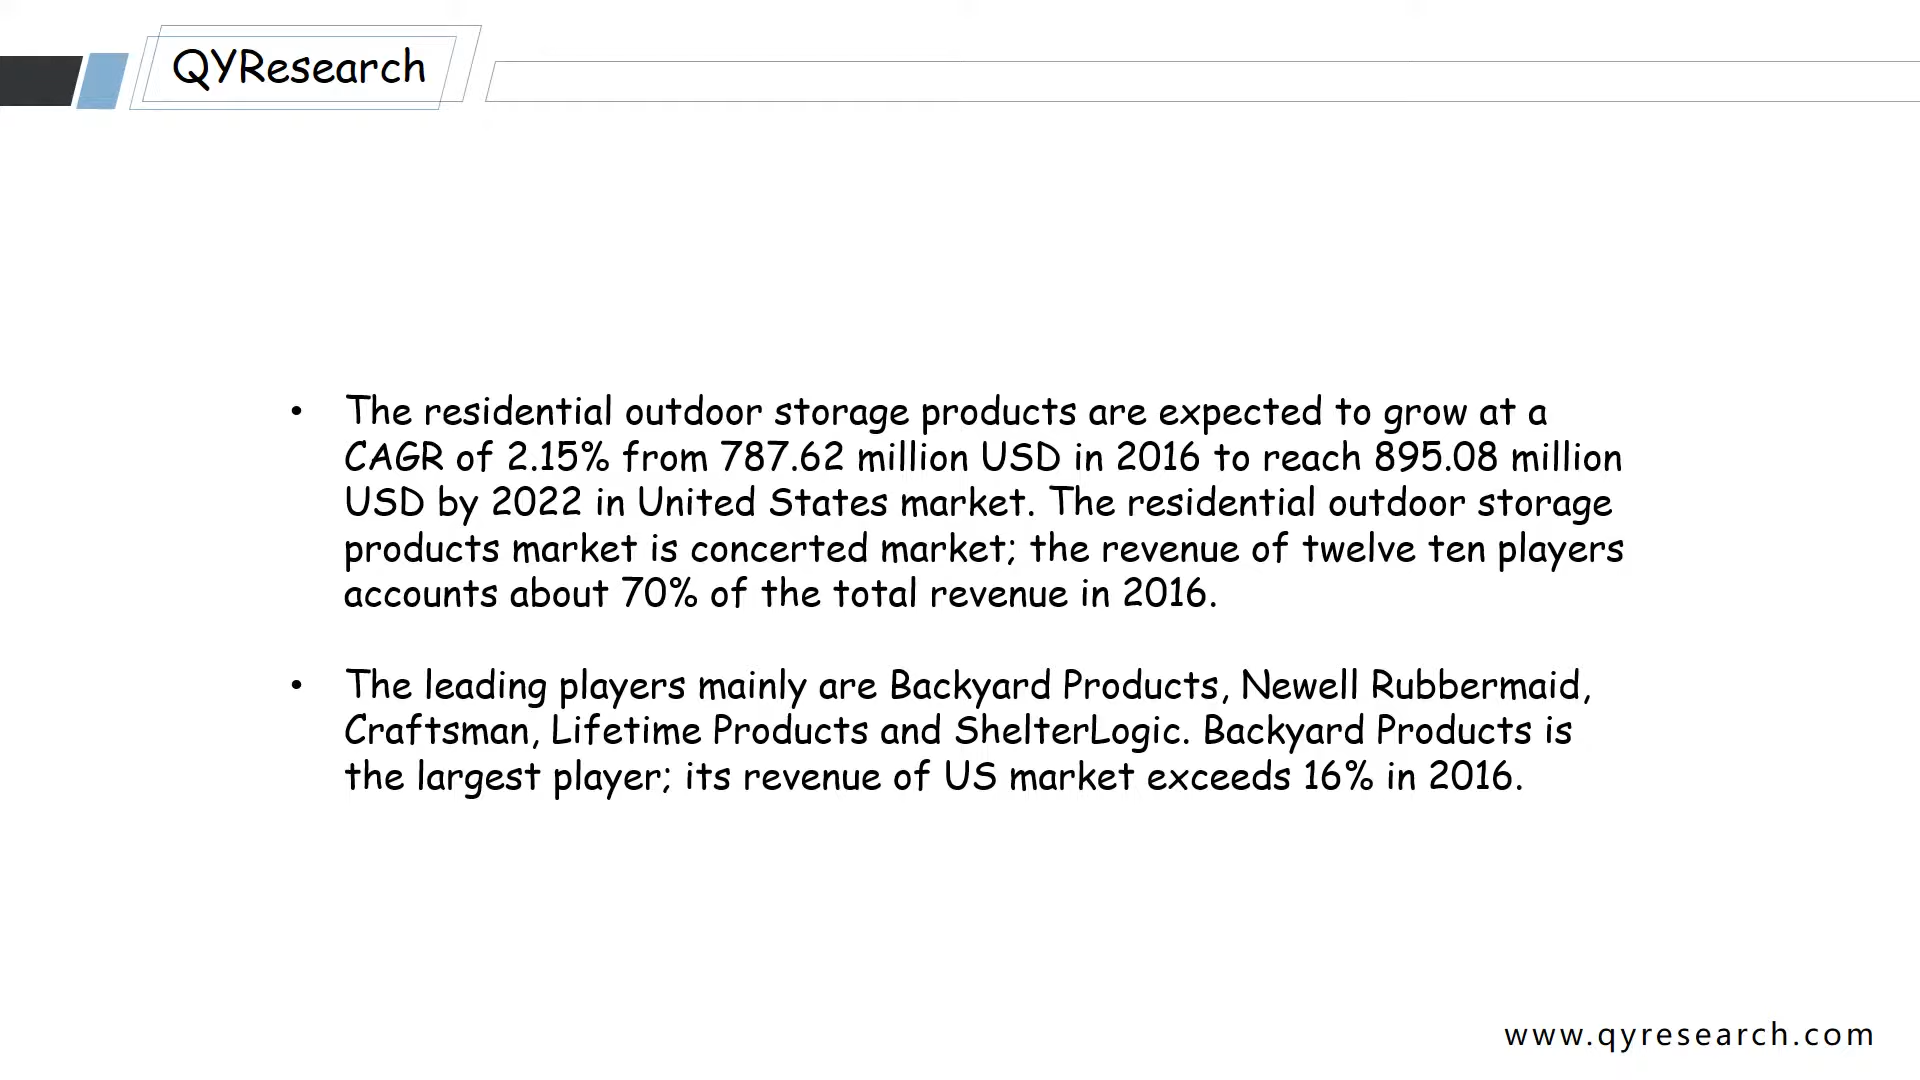 QYResearch
• The residential outdoor storage products are expected to grow at a
CAGR of 2.15% from 787.62 million USD in 2016 to reach 895.08 million
USD by 2022 in United States market. The residential outdoor storage
products market is concerted market; the revenue of twelve ten players
accounts about 70% of the total revenue in 2016.
• The leading players mainly are Backyard Products, Newell Rubbermaid,
Craftsman, Lifetime Products and ShelterLogic. Backyard Products is
the largest player; its revenue of US market exceeds 16% in 2016.
www.qyresearch.com